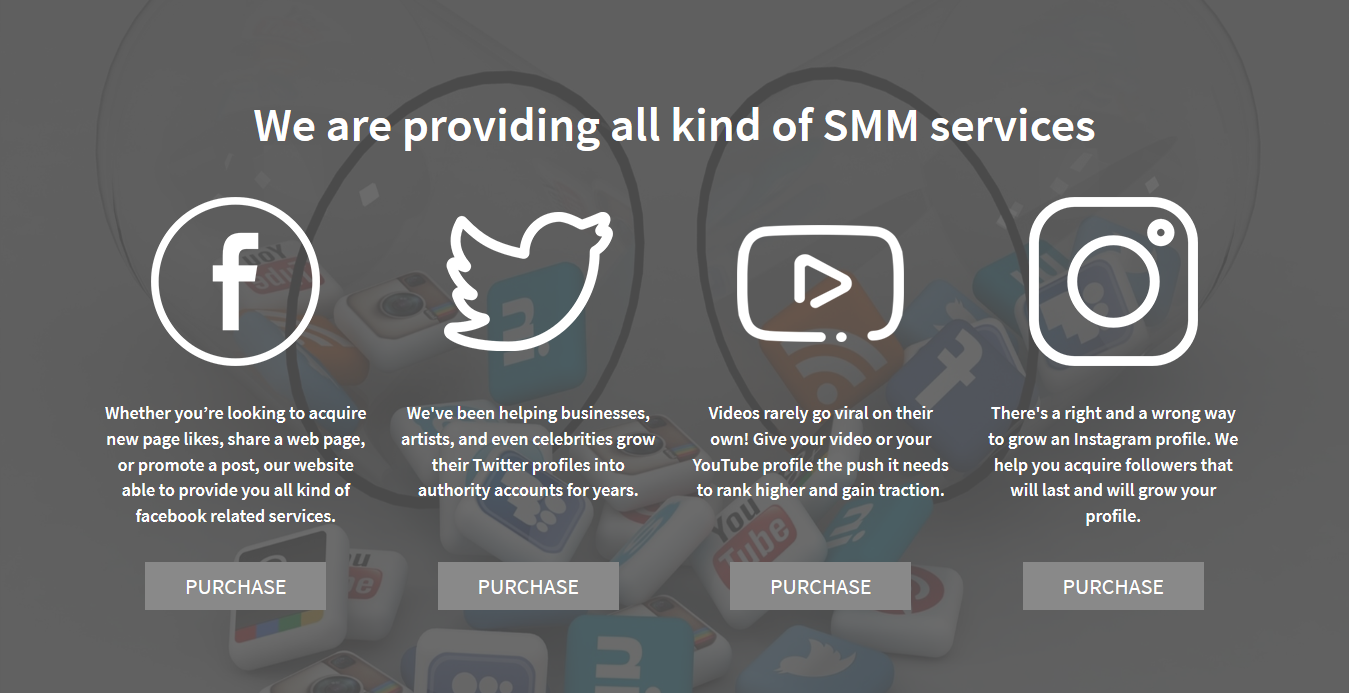 We are providing all kind of SMM services
Whether you’re looking to acquire
new page likes, share a web page,
or promote a post, our website
able to provide you all kind of
facebook related services.
We've been helping businesses,
artists, and even celebrities grow
their Twitter profiles into
authority accounts for years.
Videos rarely go viral on their
own! Give your video or your
YouTube profile the push it needs
to rank higher and gain traction.
There's a right and a wrong way
to grow an Instagram profile. We
help you acquire followers that
will last and will grow your
profile.
PURCHASE
PURCHASE
PURCHASE
PURCHASE
You
Tube